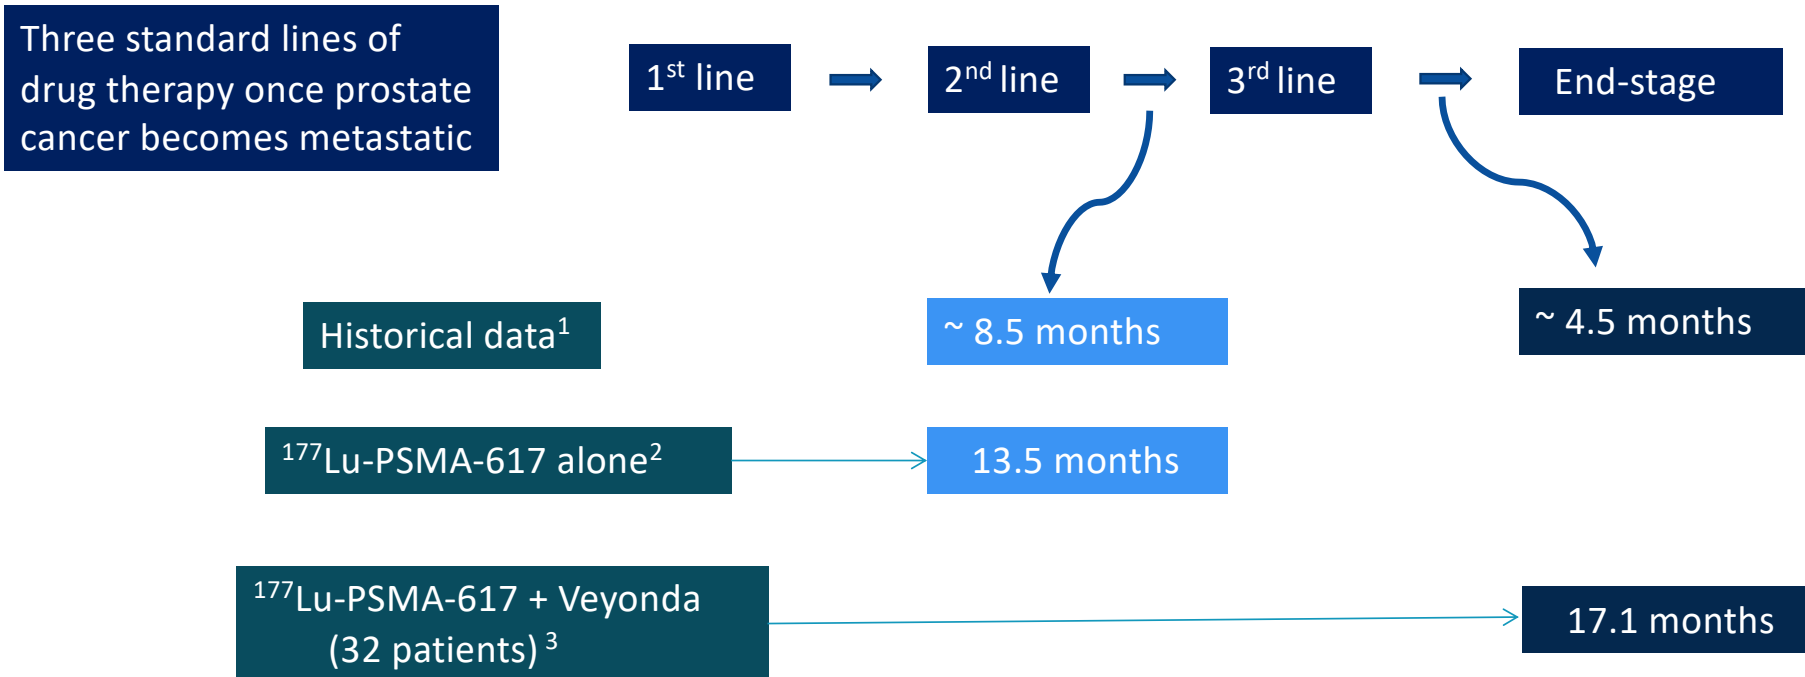 Three standard lines of
drug therapy once prostate
cancer becomes metastatic
1st line
2nd line
3rd line
End-stage
Historical data1
~ 8.5 months
~ 4.5 months
177Lu-PSMA-617 alone2
13.5 months
177Lu-PSMA-617 + Veyonda
(32 patients) 3
17.1 months